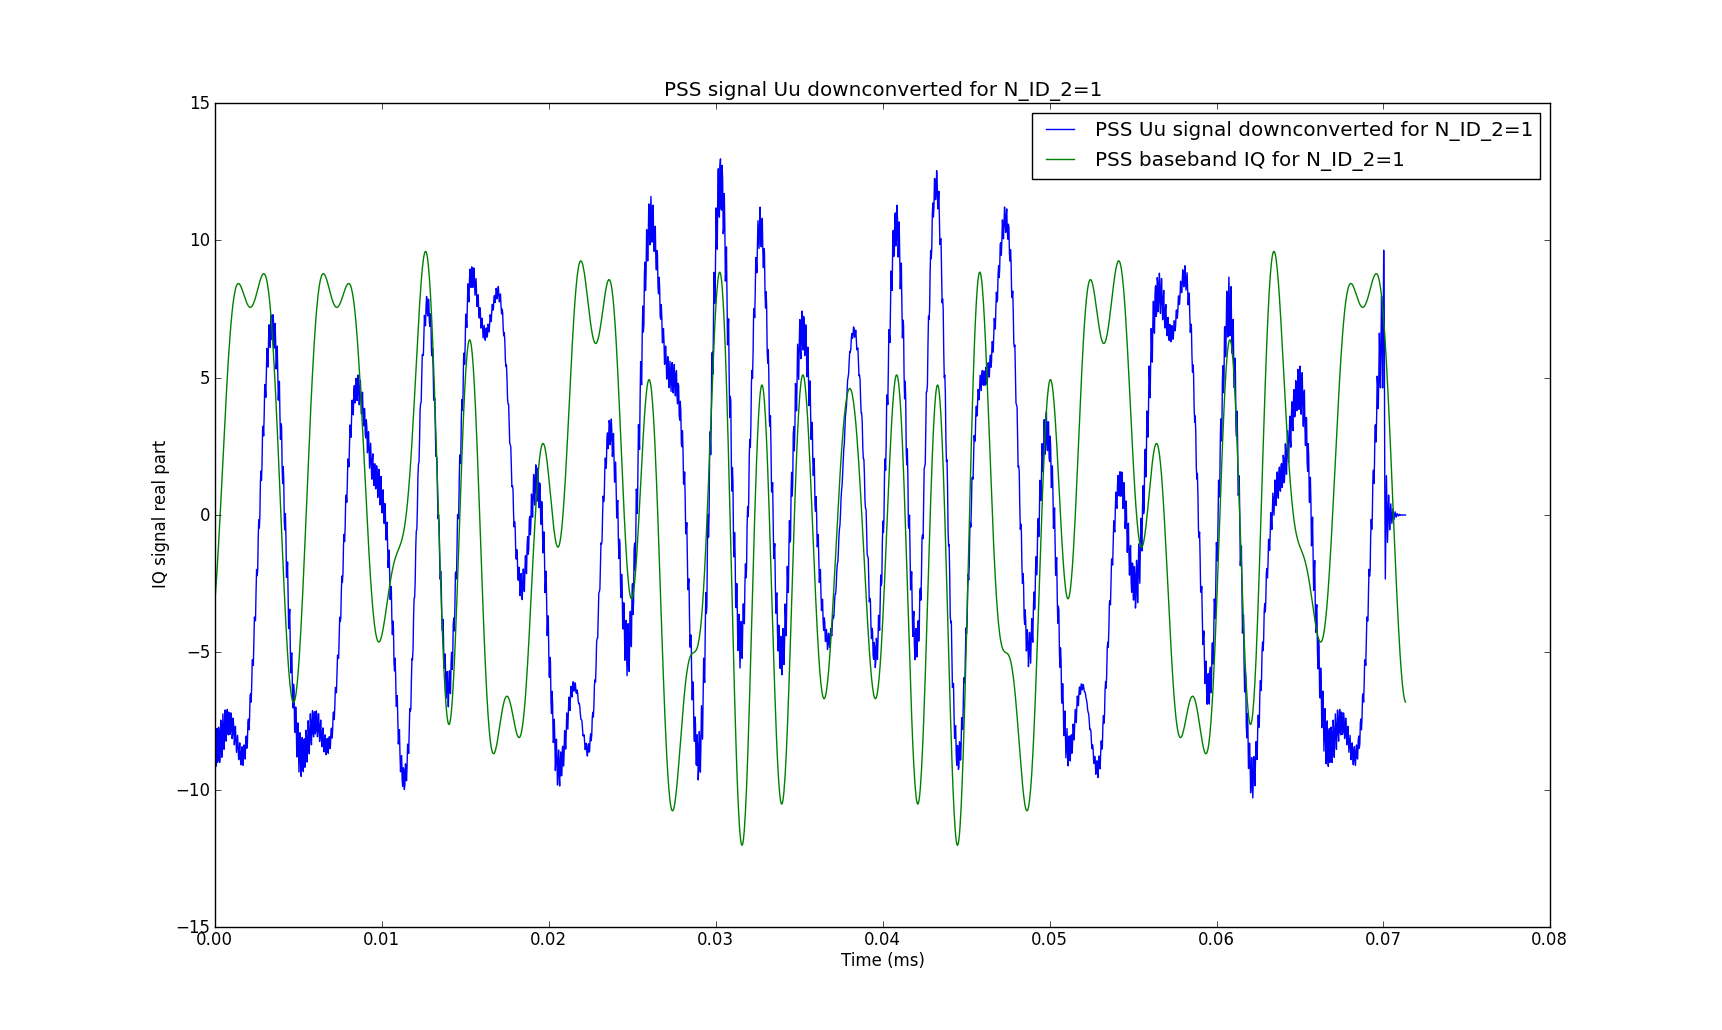 PSS signal Uu downconverted for N_ID_2=1
PSS Uu signal downconverted for N_ID_2=1
PSS baseband IQ for N_ID_2=1
IQ signal real part
15
10
5
0
−5
−10
−15
0.00 0.01 0.02 0.03 0.04 0.05 0.06 0.07 0.08
Time (ms)